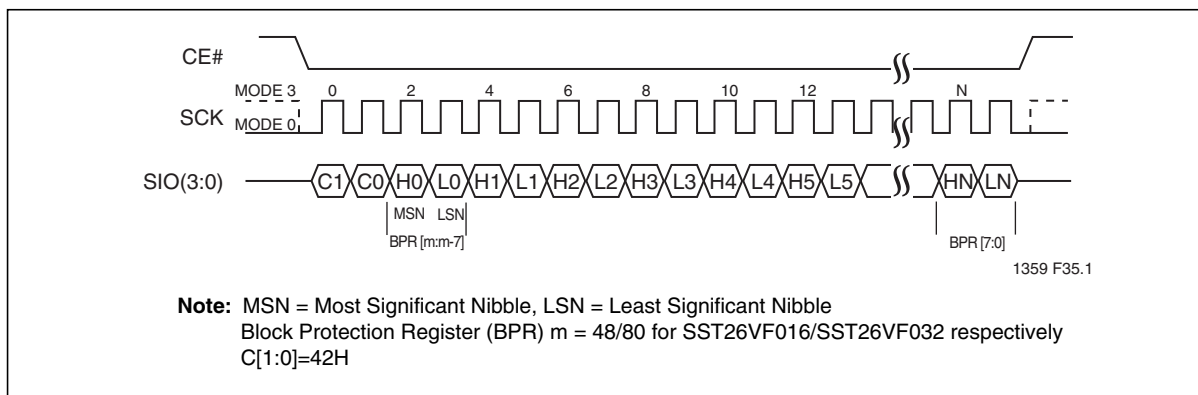 CE#
MODE 3 0 2 4 6 8 10 12 N
SCK
MODE 0
SIO(3:0) C1 C0 H0 L0 H1 L1 H2 L2 H3 L3 H4 L4 H5 L5 HN LN
MSN LSN
BPR [m:m-7] BPR [7:0]
1359 F35.1
Note: MSN = Most Significant Nibble, LSN = Least Significant Nibble
Block Protection Register (BPR) m = 48/80 for SST26VF016/SST26VF032 respectively
C[1:0]=42H